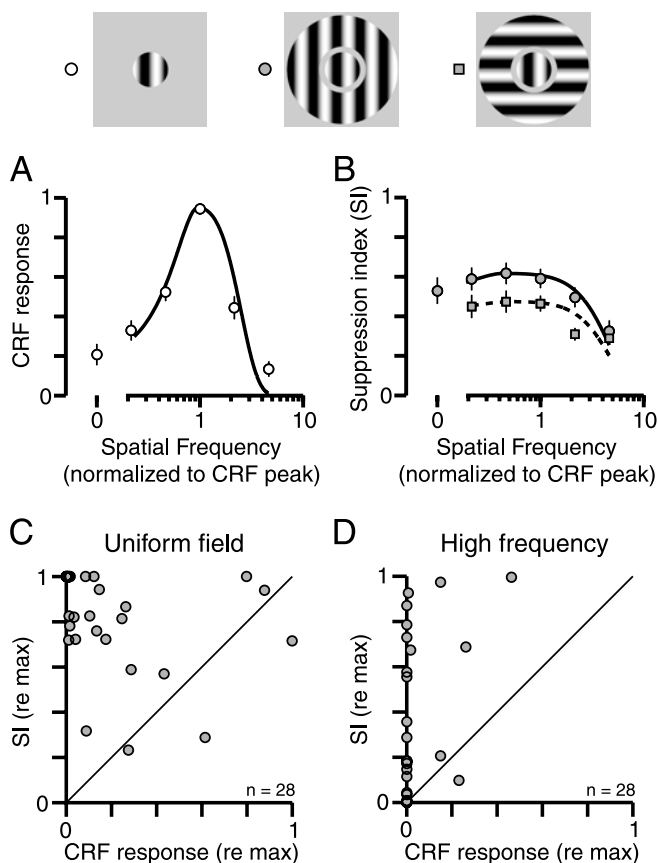 A
B
1
CRF response
0
0
1
10
Spatial Frequency
(normalized to CRF peak)
1
Suppression index (SI)
0
0
1
10
Spatial Frequency
(normalized to CRF peak)
C
Uniform field
1
SI (re max)
0
n = 28
0
1
CRF response (re max)
D
High frequency
1
SI (re max)
0
n = 28
0
1
CRF response (re max)